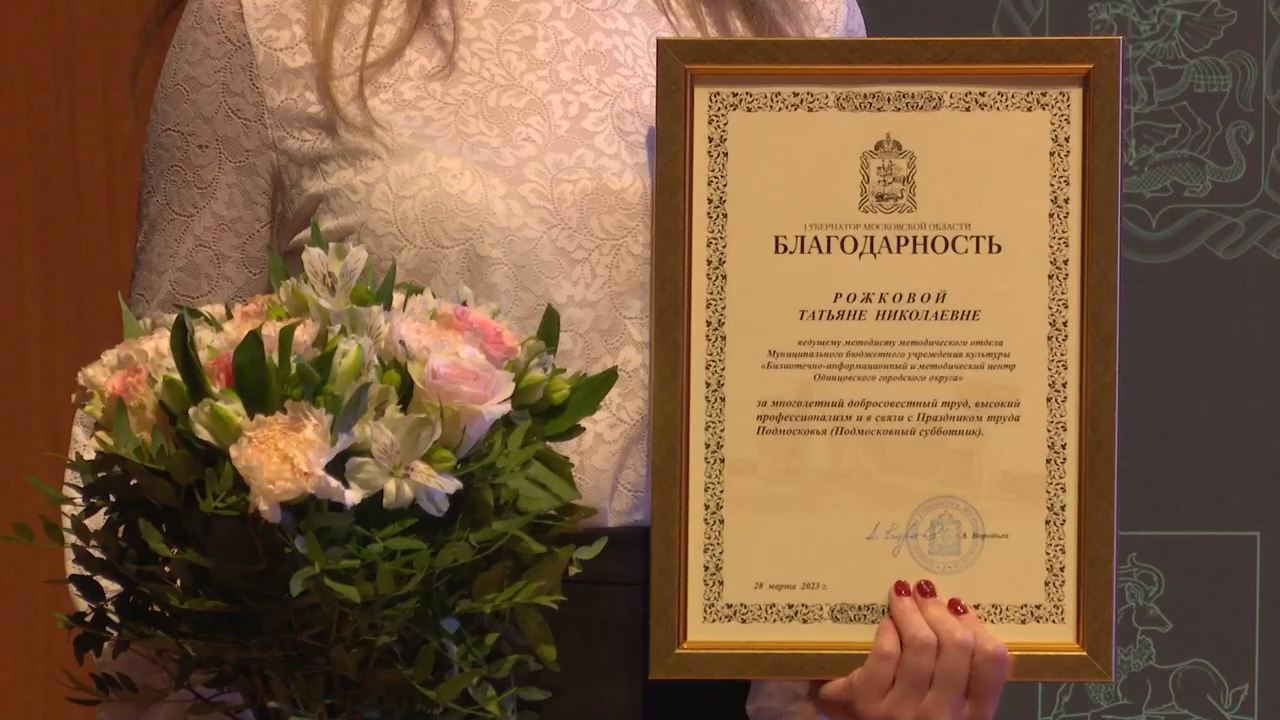 ГУБЕРНАТОР МОСКОВСКОЙ ОБЛАСТИ
БЛАГОДАРНОСТЬ
РОЖКОВОЙ
ТАТЬЯНЕ НИКОЛАЕВНЕ
ведущему методисту методического отдела
Муниципального бюджетного учреждения культуры
«Библиотечно-информационный и методический центр
Одинцовского городского округа»
за многолетний добросовестный труд, высокий
профессионализм и в связи с Праздником труда
Подмосковья (Подмосковный субботник).
А. Воробьев
28 марта 2023 г.